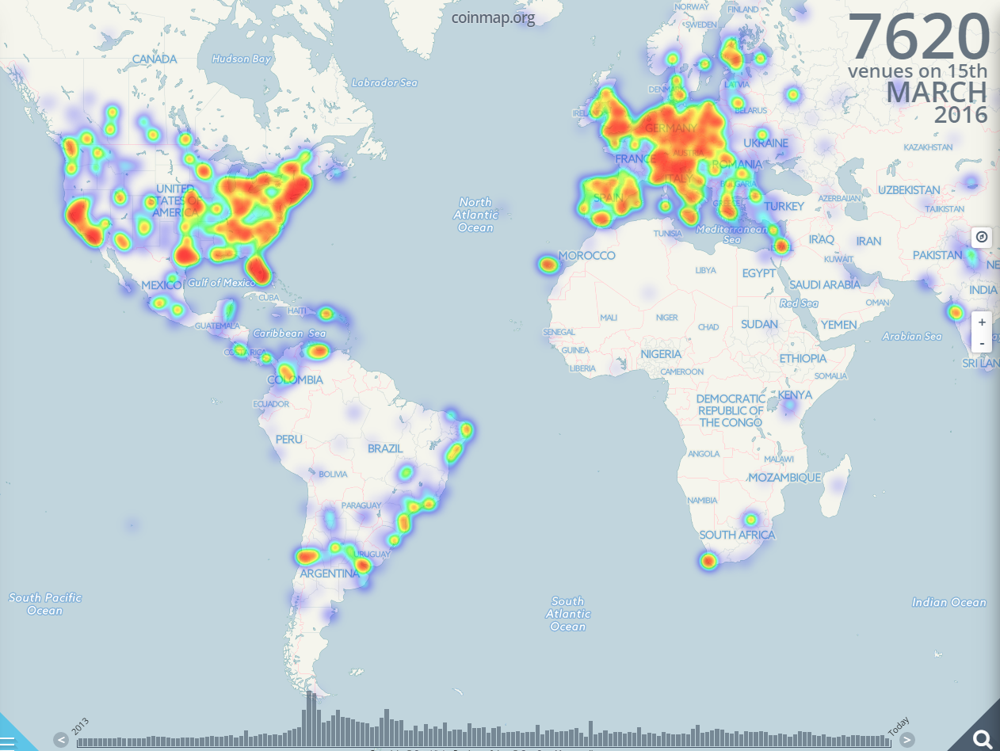 coinmap.org
7620
venues on 15th
MARCH
2016
NORWAY
FINLAND
SWEDEN
CANADA
Hudson Bay
Labrador Sea
LATVIA
BELARUS
GERMANY
UKRAINE
KAZAKHSTAN
AUSTRIA
FRANCE
ROMANIA
ITALY
BULGARIA
UNITED
STATES OF
AMERICA
North
Atlantic
Ocean
SPAIN
GREECE
TURKEY
AZERBAIJAN
UZBEKISTAN
TAJIKISTAN
TUNISIA
Mediterranean
Sea
ISRAEL
IRAQ
IRAN
MOROCCO
LIBYA
EGYPT
KUWAIT
PAKISTAN
NE
MEXICO
Gulf of Mexico
SAUDI ARABIA
INDIA
CUBA
HAITI
Red Sea
OMAN
MALI
NIGER
CHAD
SUDAN
YEMEN
GUATEMALA
Caribbean Sea
SENEGAL
Arabian Sea
COSTA RICA
GUINEA
NIGERIA
ETHIOPIA
SRI LAN
LIBERIA
CAMEROON
SOMALIA
COLOMBIA
ECUADOR
DEMOCRATIC
REPUBLIC OF
THE CONGO
KENYA
PERU
BRAZIL
ANGOLA
MALAWI
BOLIVIA
MOZAMBIQUE
PARAGUAY
NAMIBIA
SOUTH AFRICA
URUGUAY
ARGENTINA
South Pacific
Ocean
South
Atlantic
Ocean
Indian Ocean
+
-
2013
Today
<
>